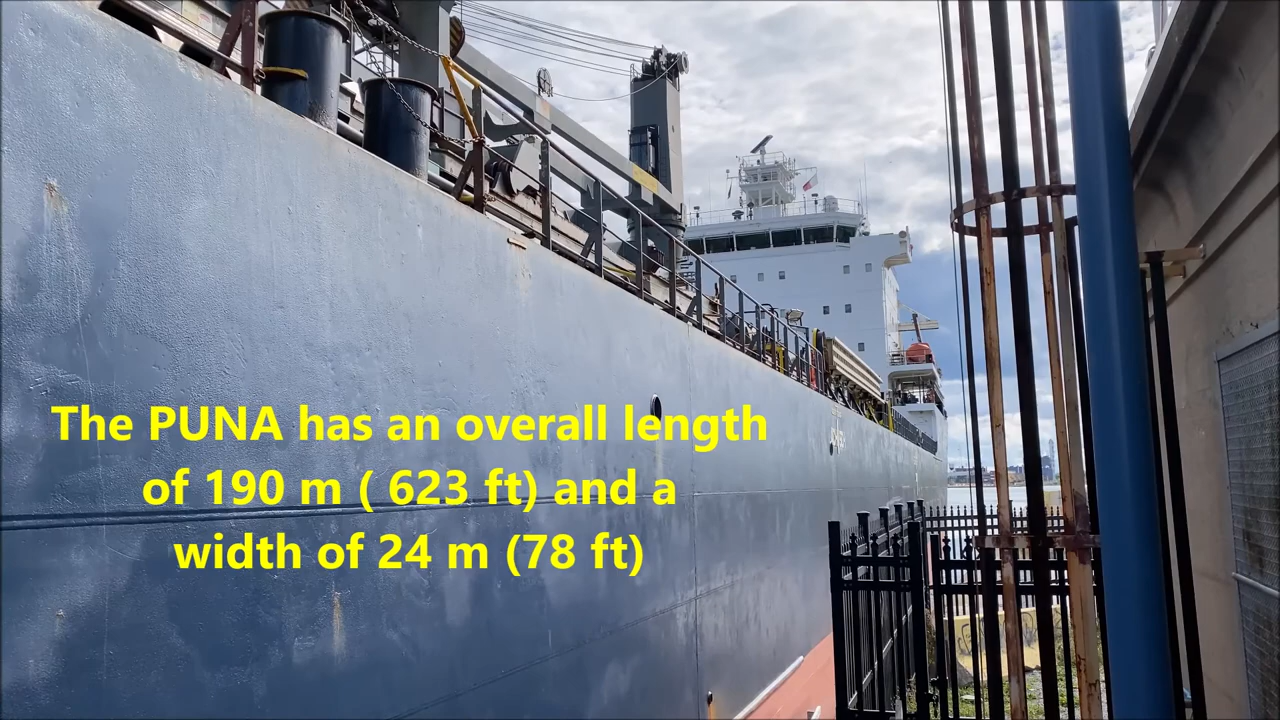 The PUNA has an overall length
of 190 m ( 623 ft) and a
width of 24 m (78 ft)